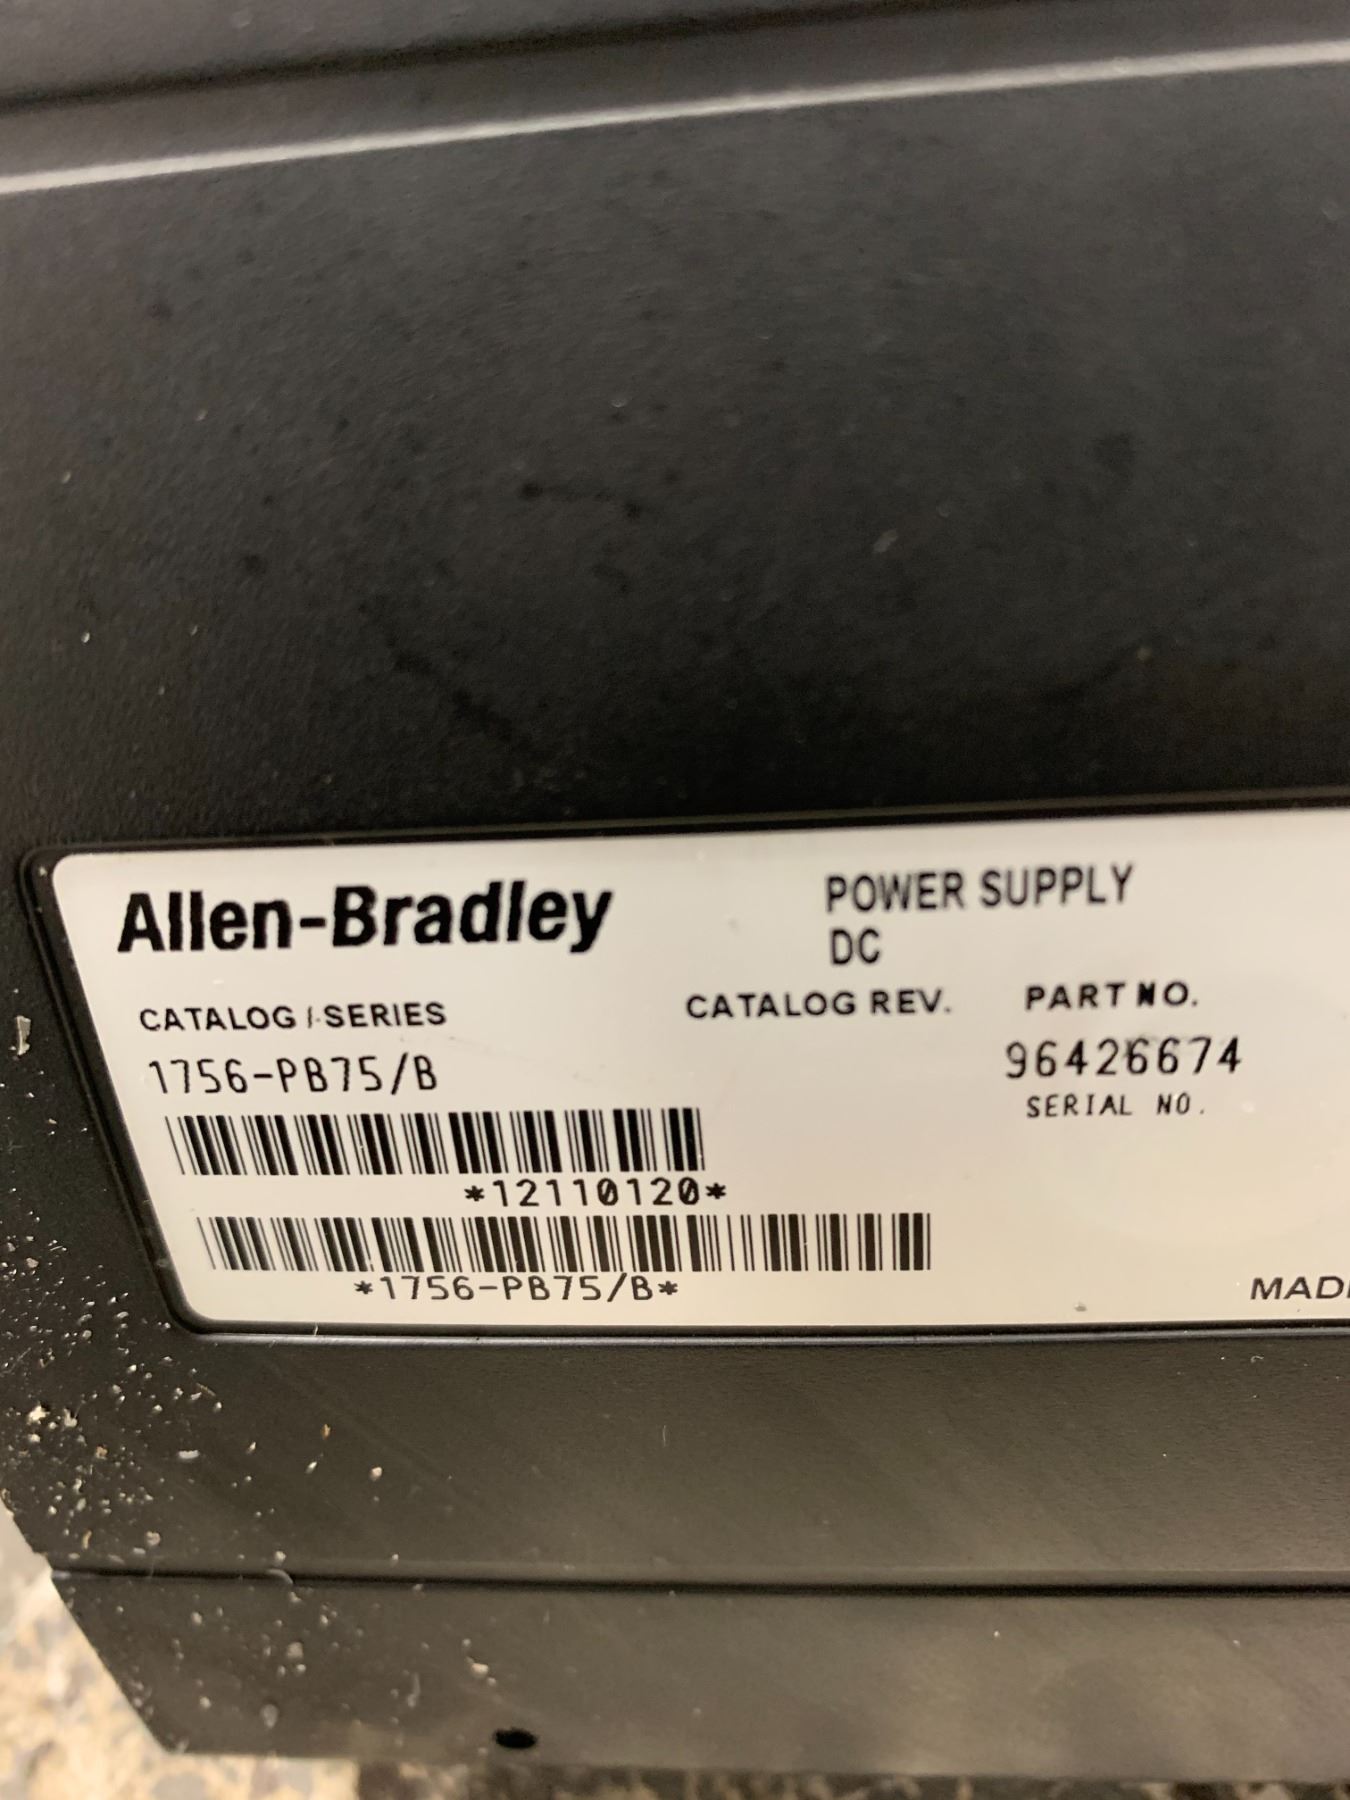 Allen-Bradley
POWER SUPPLY
DC
CATALOG / SERIES
CATALOG REV.
PART NO.
1756-PB75/B
96426674
SERIAL NO.
*12110120*
*1756-PB75/B*
MAD